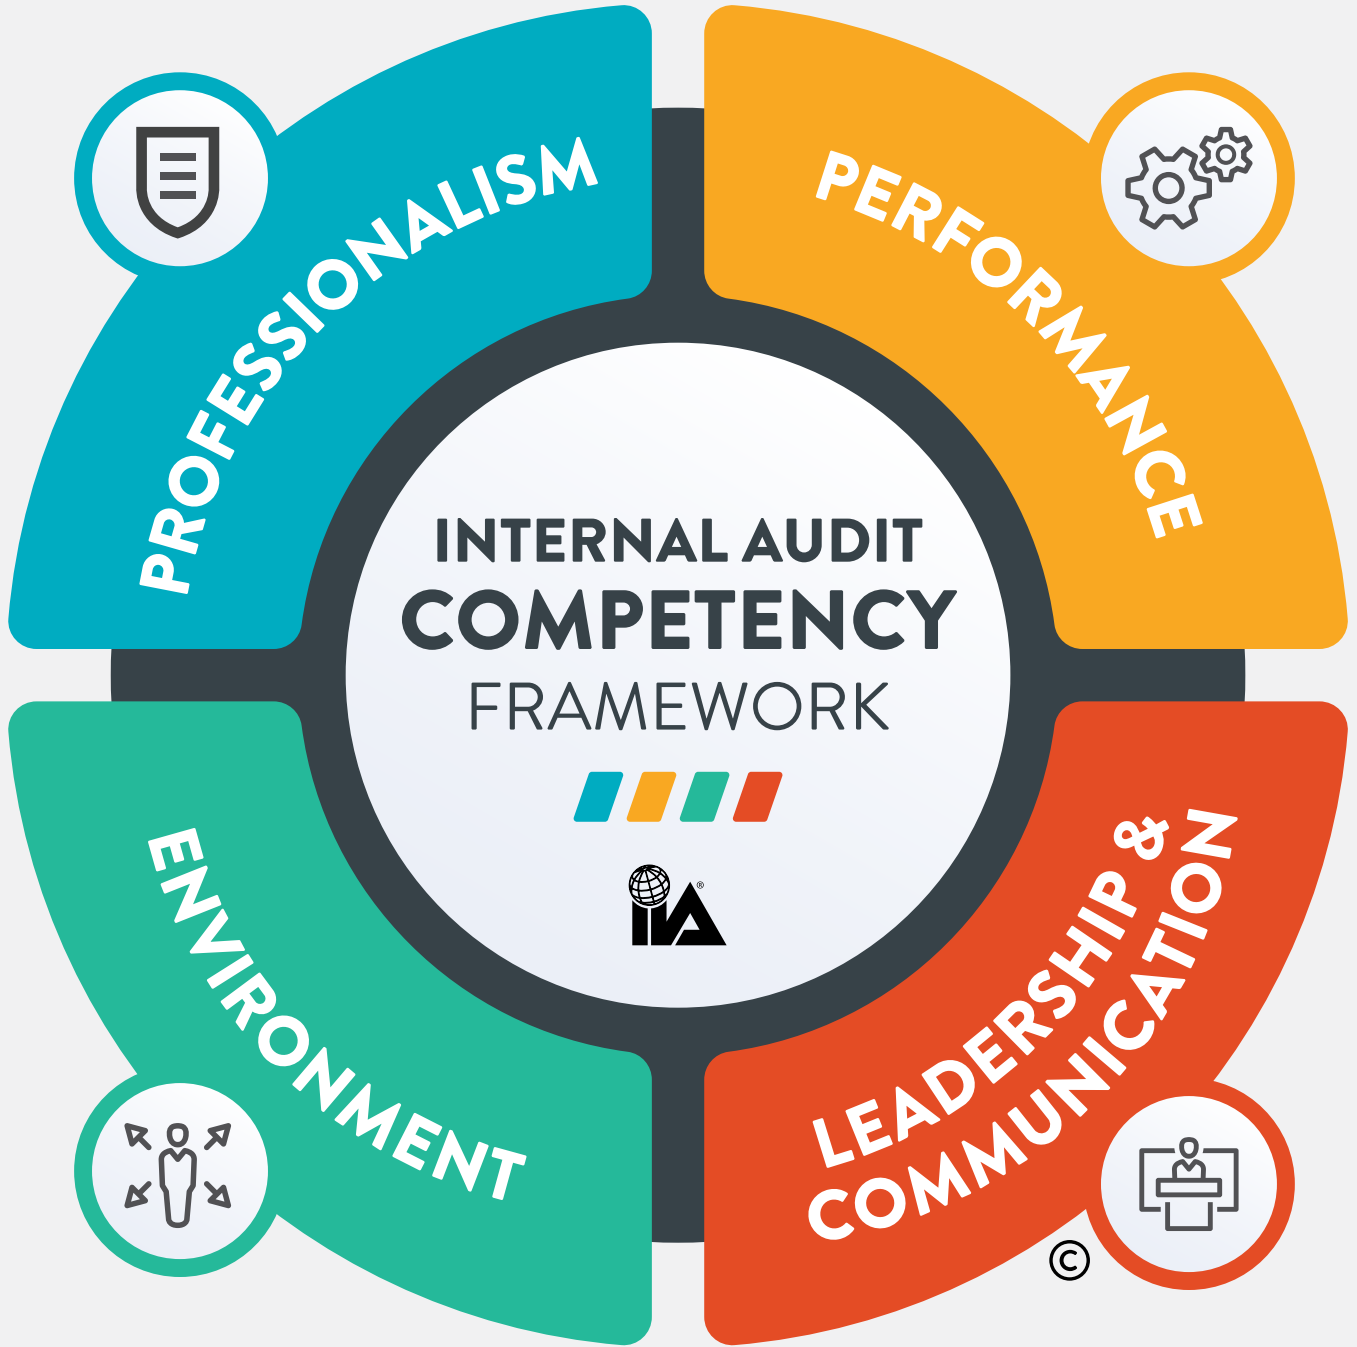 PROFESSIONALISM
PERFORMANCE
INTERNAL AUDIT
COMPETENCY
FRAMEWORK
IIA®
ENVIRONMENT
LEADERSHIP &
COMMUNICATION
©